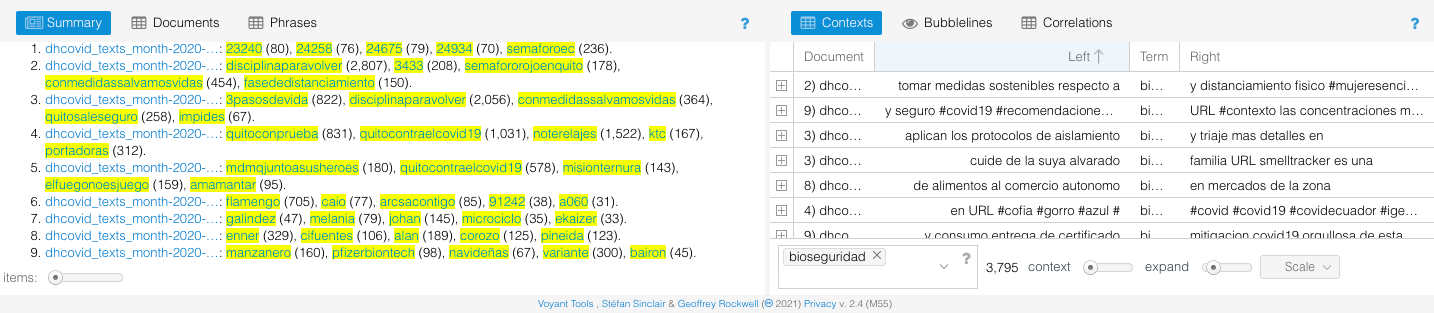 Summary Documents Phrases ?
1. dhcovid_texts_month-2020-…: 23240 (80), 24258 (76), 24675 (79), 24934 (70), semaforoec (236).
2. dhcovid_texts_month-2020-…: disciplinaparavolver (2,807), 3433 (208), semafororojoenquito (178),
conmedidassalvamosvidas (454), fasededistanciamiento (150).
3. dhcovid_texts_month-2020-…: 3pasosdevida (822), disciplinaparavolver (2,056), conmedidassalvamosvidas (364),
quitosaleseguro (258), impides (67).
4. dhcovid_texts_month-2020-…: quitoconprueba (831), quitocontraelcovid19 (1,031), noterelajes (1,522), ktc (167),
portadoras (312).
5. dhcovid_texts_month-2020-…: mdmqjuntoasusheroes (180), quitocontraelcovid19 (578), misionternura (143),
elfuegonoesjuego (159), amamantar (95).
6. dhcovid_texts_month-2020-…: flamengo (705), caio (77), arcsacontigo (85), 91242 (38), a060 (31).
7. dhcovid_texts_month-2020-…: galindez (47), melania (79), johan (145), microciclo (35), ekaizer (33).
8. dhcovid_texts_month-2020-…: enner (329), cifuentes (106), alan (189), corozo (125), pineida (123).
9. dhcovid_texts_month-2020-…: manzanero (160), pfizerbiontech (98), navideñas (67), variante (300), bairon (45).
items:
Contexts Bubblelines Correlations ?
Document Left Term Right
2) dhco… tomar medidas sostenibles respecto a bi… y distanciamiento fisico #mujeresenci…
9) dhco… y seguro #covid19 #recomendacione… bi… URL #contexto las concentraciones m…
3) dhco… aplican los protocolos de aislamiento bi… y triaje mas detalles en
3) dhco… cuide de la suya alvarado bi… familia URL smelltracker es una
8) dhco… de alimentos al comercio autonomo bi… en mercados de la zona
4) dhco… en URL #cofia #gorro #azul # bi… #covid #covid19 #covidecuador #ige…
9) dhco… y consumo entrega de certificado bi… mitigacion covid19 orgullosa de esta
bioseguridad × ? 3,795 context expand Scale
Voyant Tools , Stéfan Sinclair & Geoffrey Rockwell (© 2021) Privacy v. 2.4 (M55)